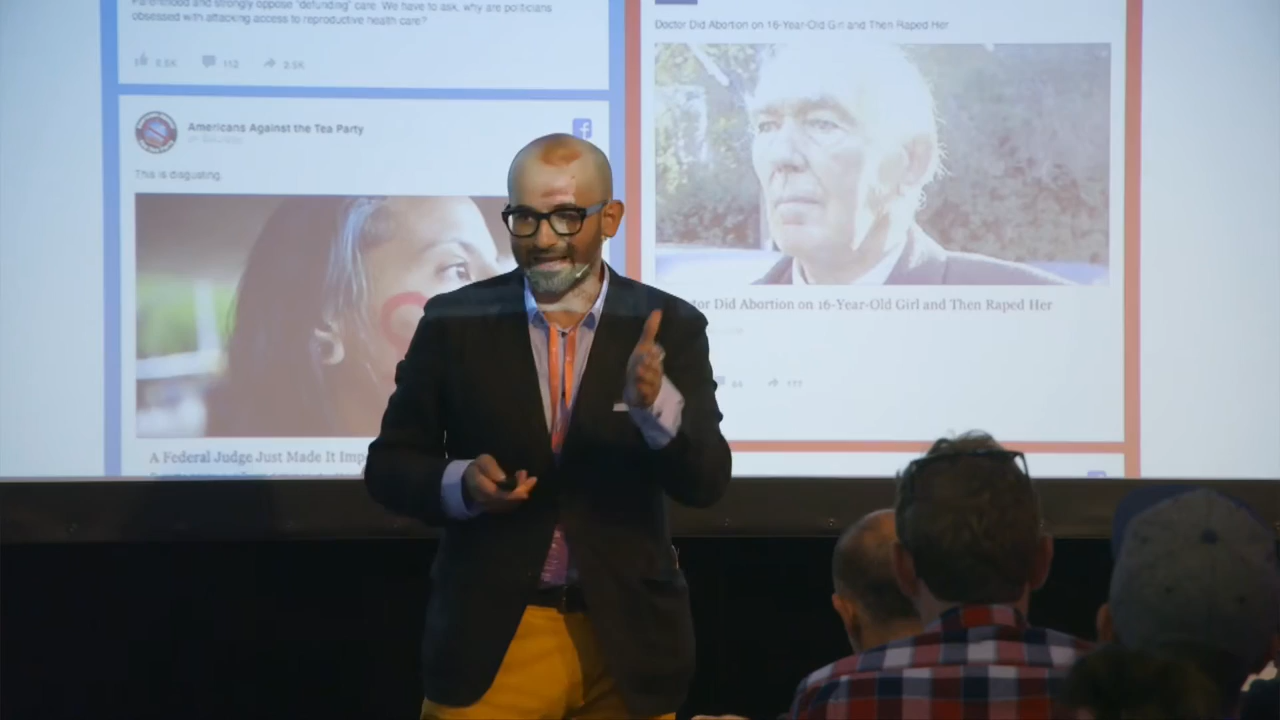 Parenthood and strongly oppose "defunding" care. We have to ask, why are politicians
obsessed with attacking access to reproductive health care?
112
Americans Against the Tea Party
This is disgusting.
A Federal Judge Just Made It
Doctor Did Abortion on 16-Year-Old Girl and Then Raped Her
Did Abortion on 16-Year-Old Girl and Then Raped Her